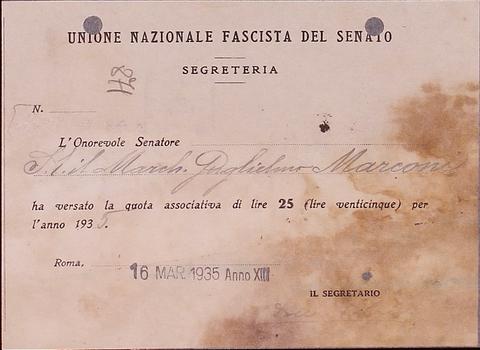 UNIONE NAZIONALE FASCISTA DEL SENATO
SEGRETERIA
N.
L'Onorevole Senatore
S. E. il March. Guglielmo Marconi
ha versato la quota associativa di lire 25 (lire venticinque) per
l'anno 1935.
Roma, 16 MAR. 1935 Anno XIII
IL SEGRETARIO